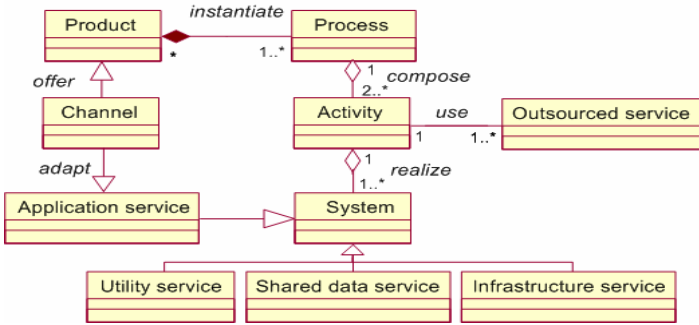 instantiate
Product
Process
*
1..*
offer
1
compose
2..*
Channel
Activity
use
Outsourced service
1
1..*
adapt
1
realize
1..*
Application service
System
Utility service
Shared data service
Infrastructure service